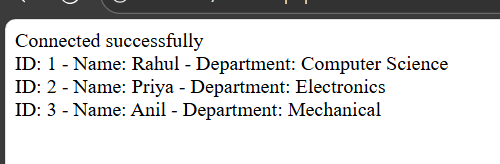 Connected successfully
ID: 1 - Name: Rahul - Department: Computer Science
ID: 2 - Name: Priya - Department: Electronics
ID: 3 - Name: Anil - Department: Mechanical